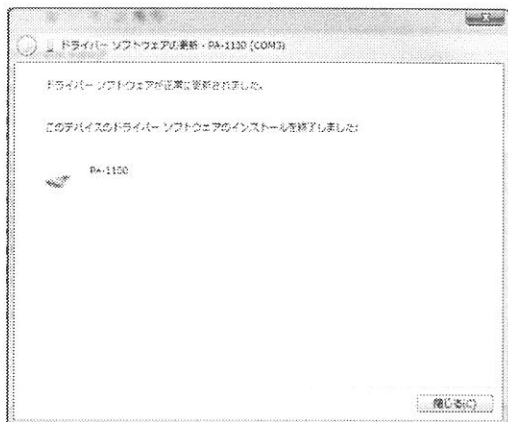 ドライバー ソフトウェアの更新 - PA-1100 (COM3)
ドライバー ソフトウェアが正常に更新されました。
このデバイスのドライバー ソフトウェアのインストールを終了しました:
PA-1100
閉じる(C)